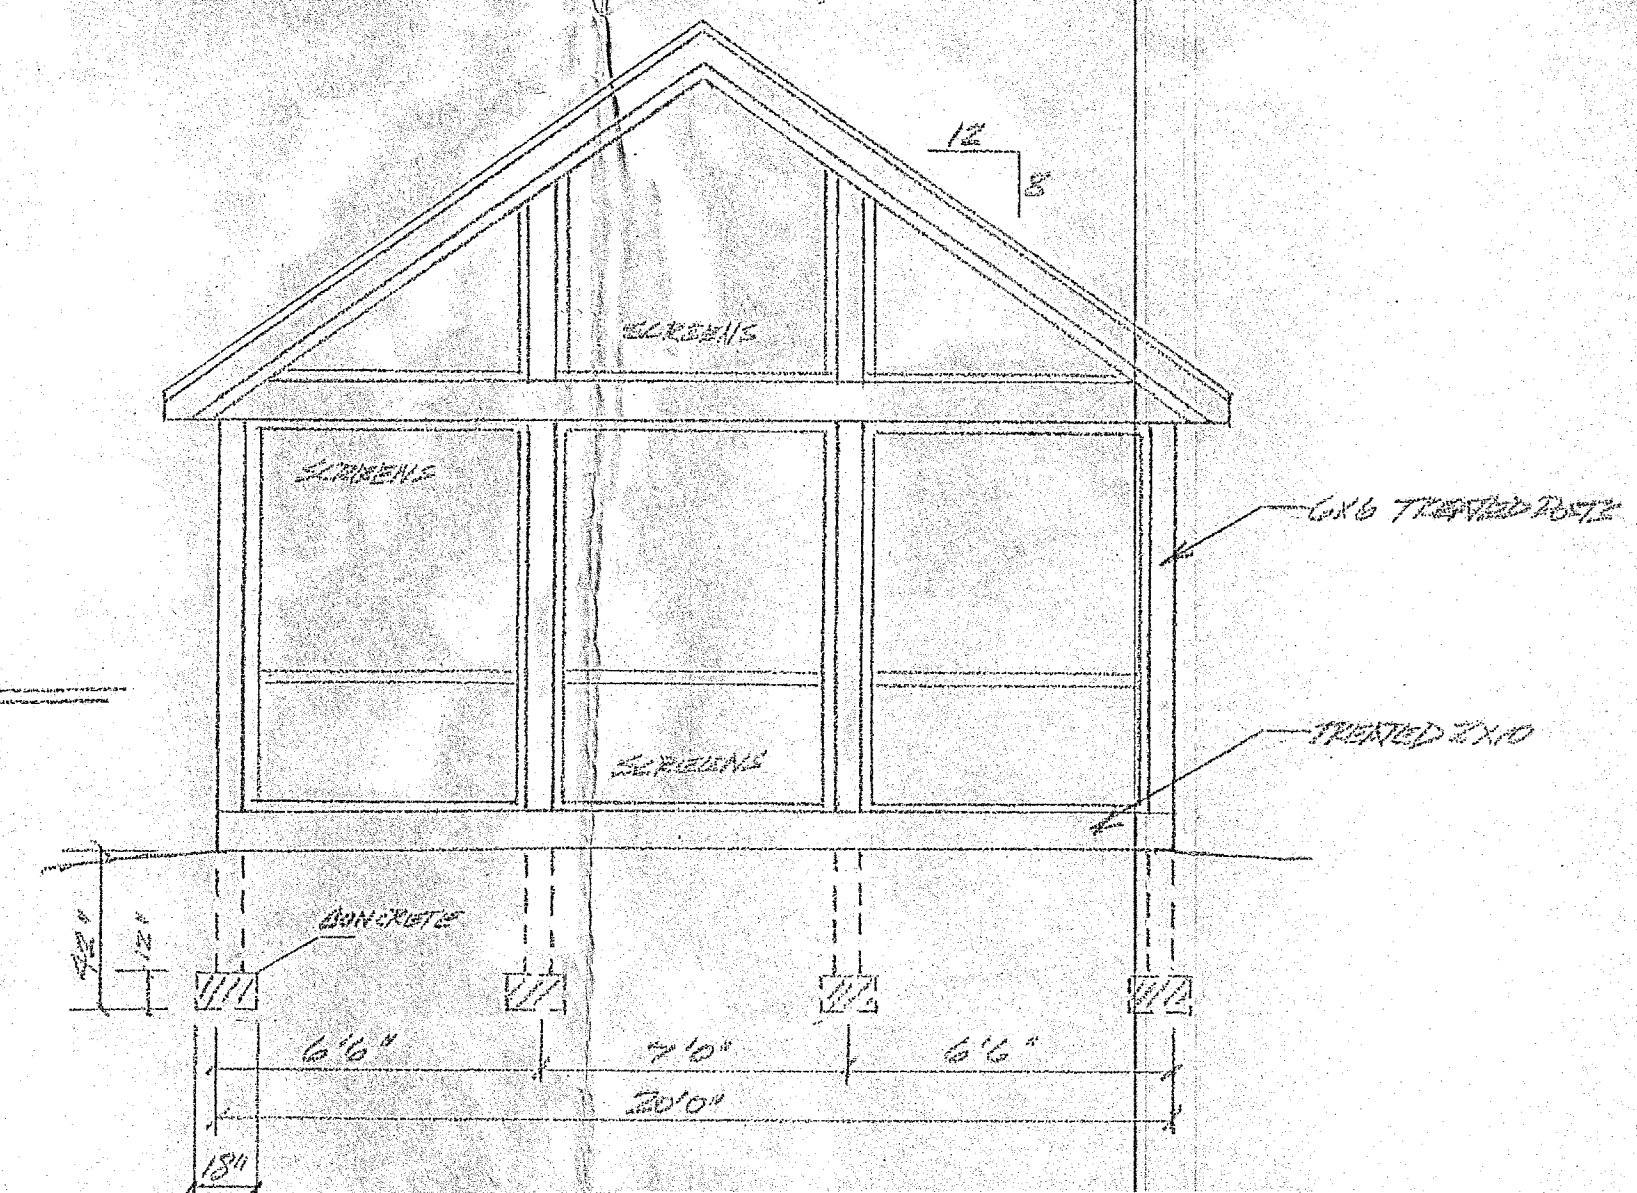 12
8
SCREENS
SCREENS
6X6 TREATED POSTS
TREATED 2X10
SCREENS
CONCRETE
42"
12"
6'6"
7'0"
6'6"
20'0"
18"